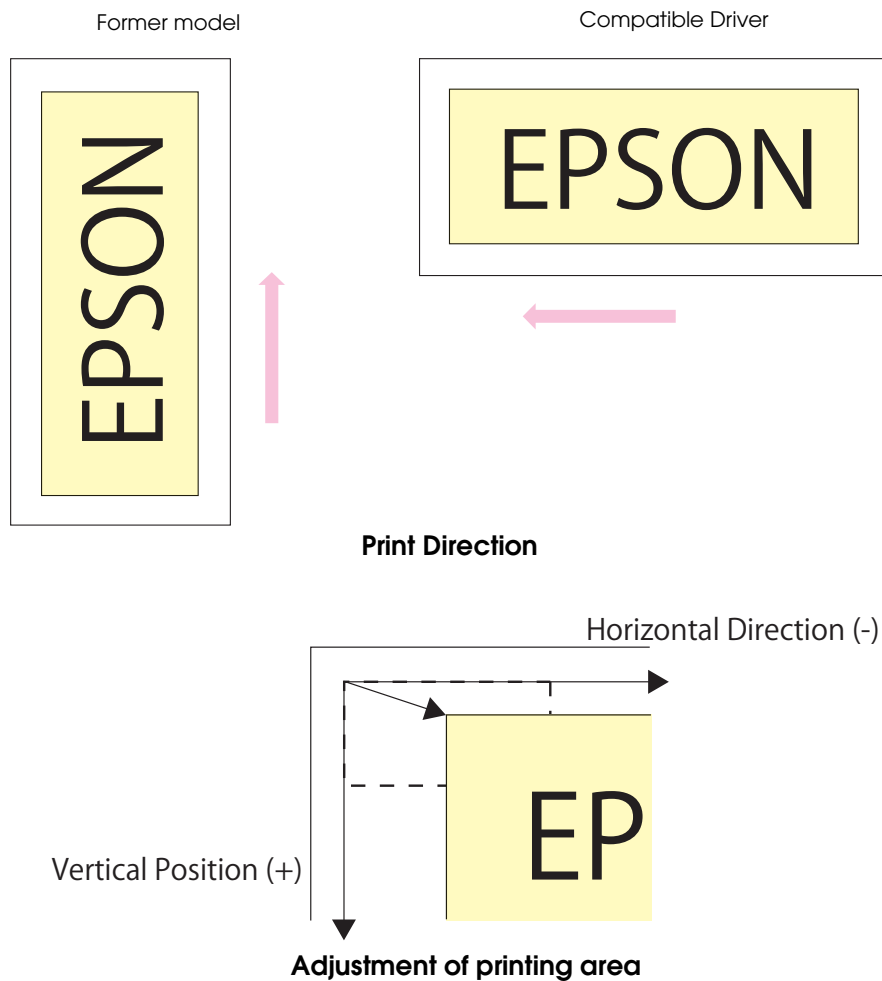 Former model
Compatible Driver
EPSON
EPSON
Print Direction
Horizontal Direction (-)
EP
Vertical Position (+)
Adjustment of printing area